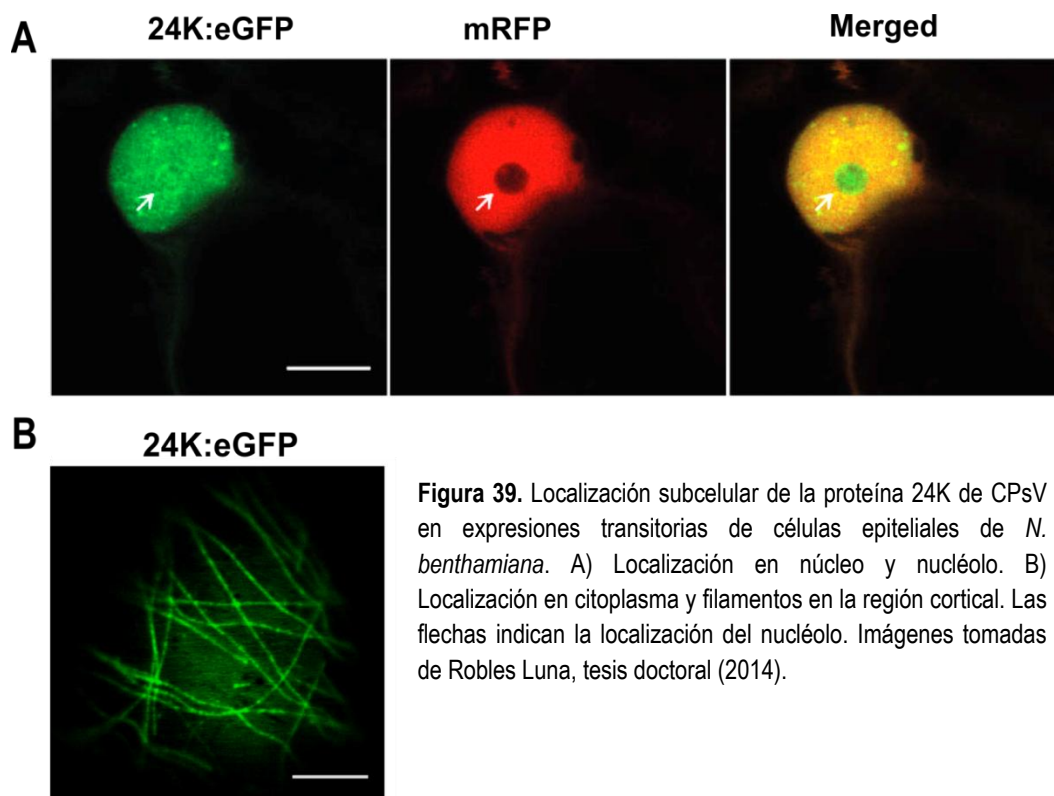 A
24K:eGFP
mRFP
Merged
B
24K:eGFP
Figura 39. Localización subcelular de la proteína 24K de CPsV
en expresiones transitorias de células epiteliales de N.
benthamiana. A) Localización en núcleo y nucléolo. B)
Localización en citoplasma y filamentos en la región cortical. Las
flechas indican la localización del nucléolo. Imágenes tomadas
de Robles Luna, tesis doctoral (2014).